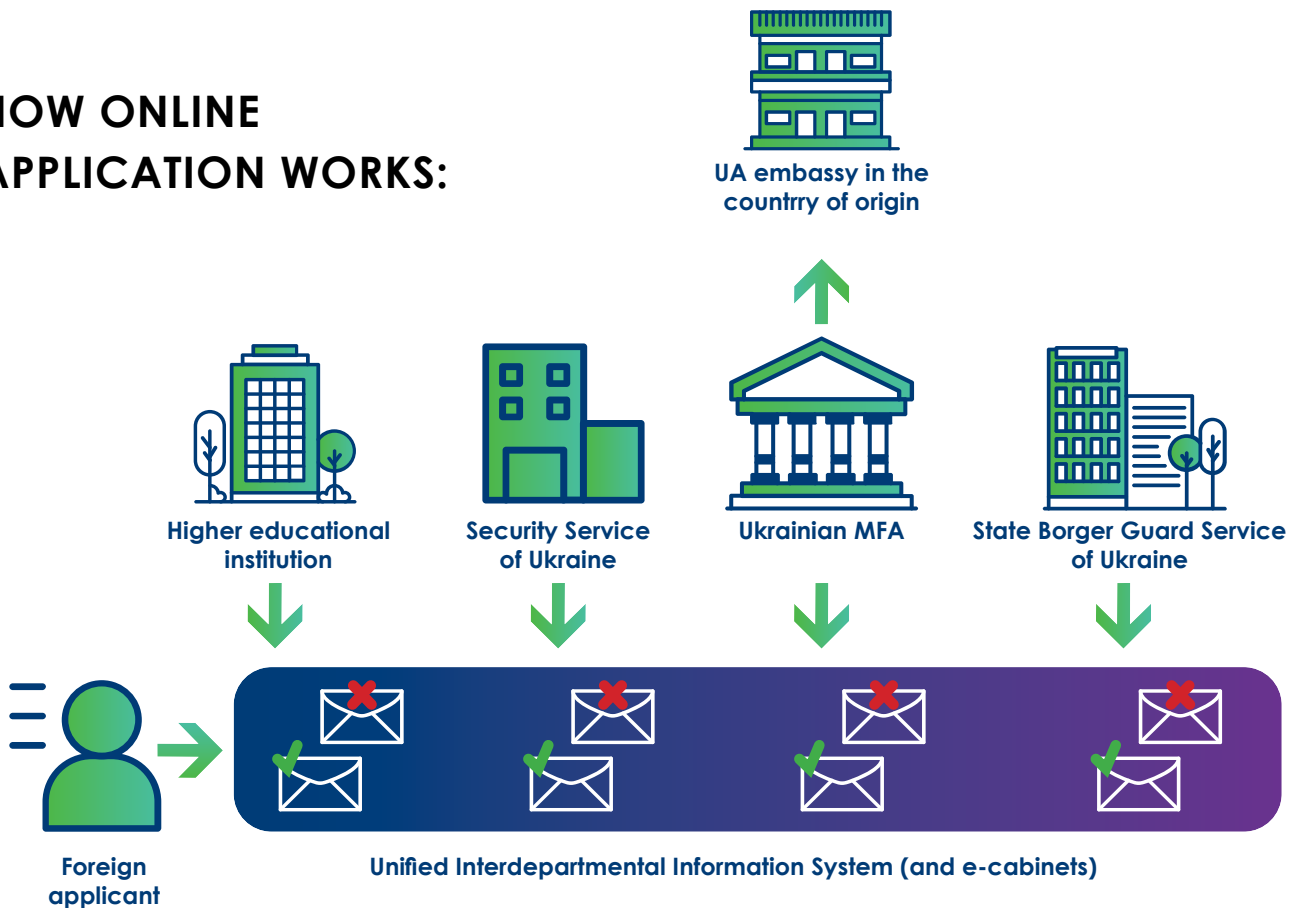 HOW ONLINE
APPLICATION WORKS:
UA embassy in the
countrry of origin
Higher educational
institution
Security Service
of Ukraine
Ukrainian MFA
State Borger Guard Service
of Ukraine
Foreign
applicant
Unified Interdepartmental Information System (and e-cabinets)